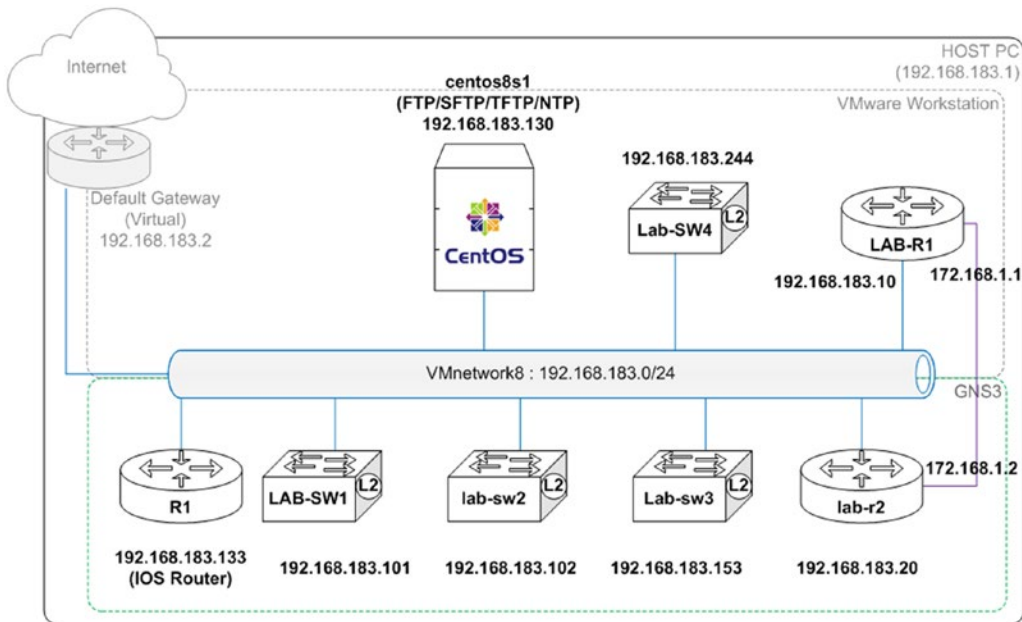 Internet
HOST PC
(192.168.183.1)
VMware Workstation
centos8s1
(FTP/SFTP/TFTP/NTP)
192.168.183.130
192.168.183.244
Default Gateway
(Virtual)
192.168.183.2
CentOS
Lab-SW4
L2
LAB-R1
192.168.183.10
172.168.1.1
VMnetwork8 : 192.168.183.0/24
GNS3
R1
LAB-SW1
L2
lab-sw2
L2
Lab-sw3
L2
lab-r2
172.168.1.2
192.168.183.133
(IOS Router)
192.168.183.101
192.168.183.102
192.168.183.153
192.168.183.20